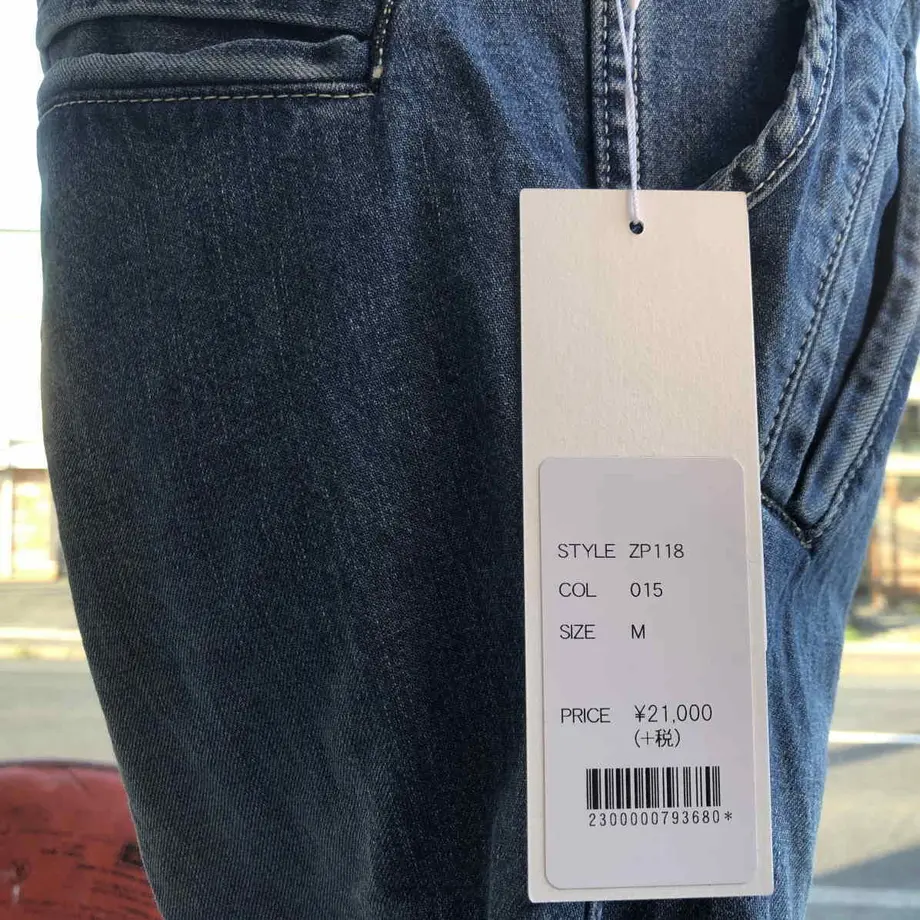 STYLE ZP118
COL 015
SIZE M
PRICE ¥21,000
(+税)
2300000793680*